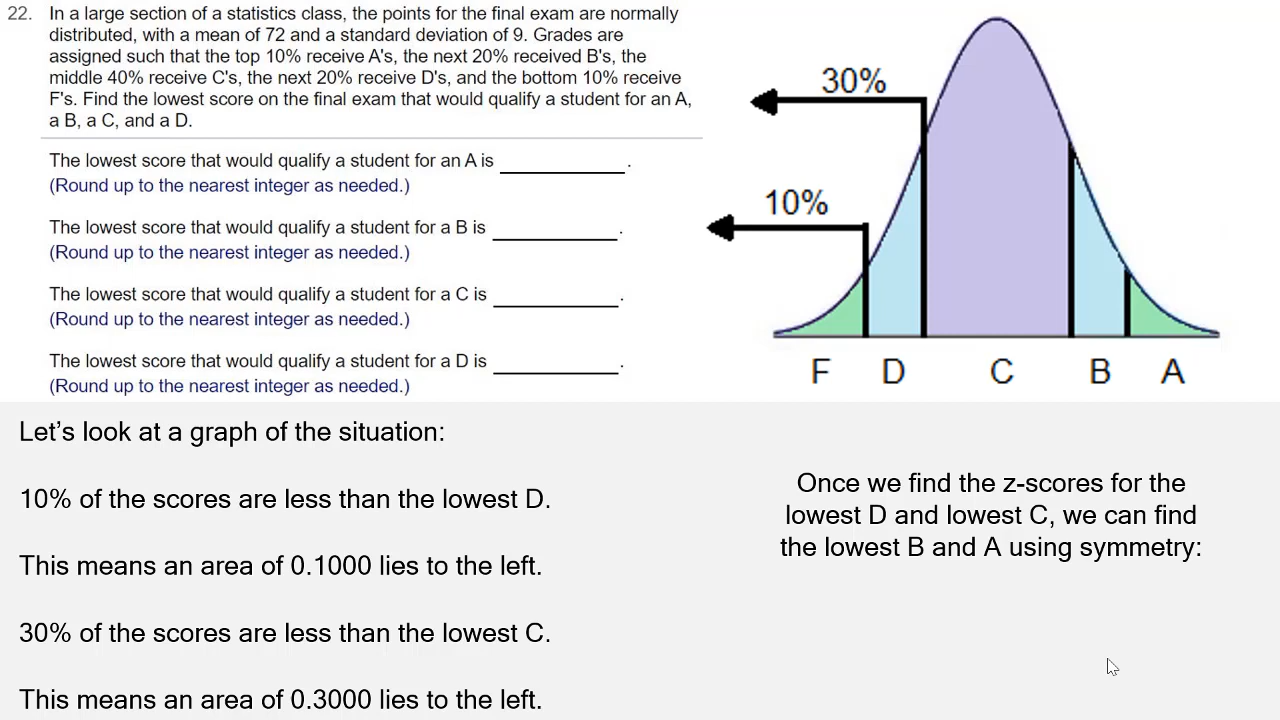 22. In a large section of a statistics class, the points for the final exam are normally
distributed, with a mean of 72 and a standard deviation of 9. Grades are
assigned such that the top 10% receive A's, the next 20% received B's, the
middle 40% receive C's, the next 20% receive D's, and the bottom 10% receive
F's. Find the lowest score on the final exam that would qualify a student for an A,
a B, a C, and a D.
The lowest score that would qualify a student for an A is ________.
(Round up to the nearest integer as needed.)
The lowest score that would qualify a student for a B is ________.
(Round up to the nearest integer as needed.)
The lowest score that would qualify a student for a C is ________.
(Round up to the nearest integer as needed.)
The lowest score that would qualify a student for a D is ________.
(Round up to the nearest integer as needed.)
30%
10%
F D C B A
Let’s look at a graph of the situation:
10% of the scores are less than the lowest D.
This means an area of 0.1000 lies to the left.
30% of the scores are less than the lowest C.
This means an area of 0.3000 lies to the left.
Once we find the z-scores for the
lowest D and lowest C, we can find
the lowest B and A using symmetry: